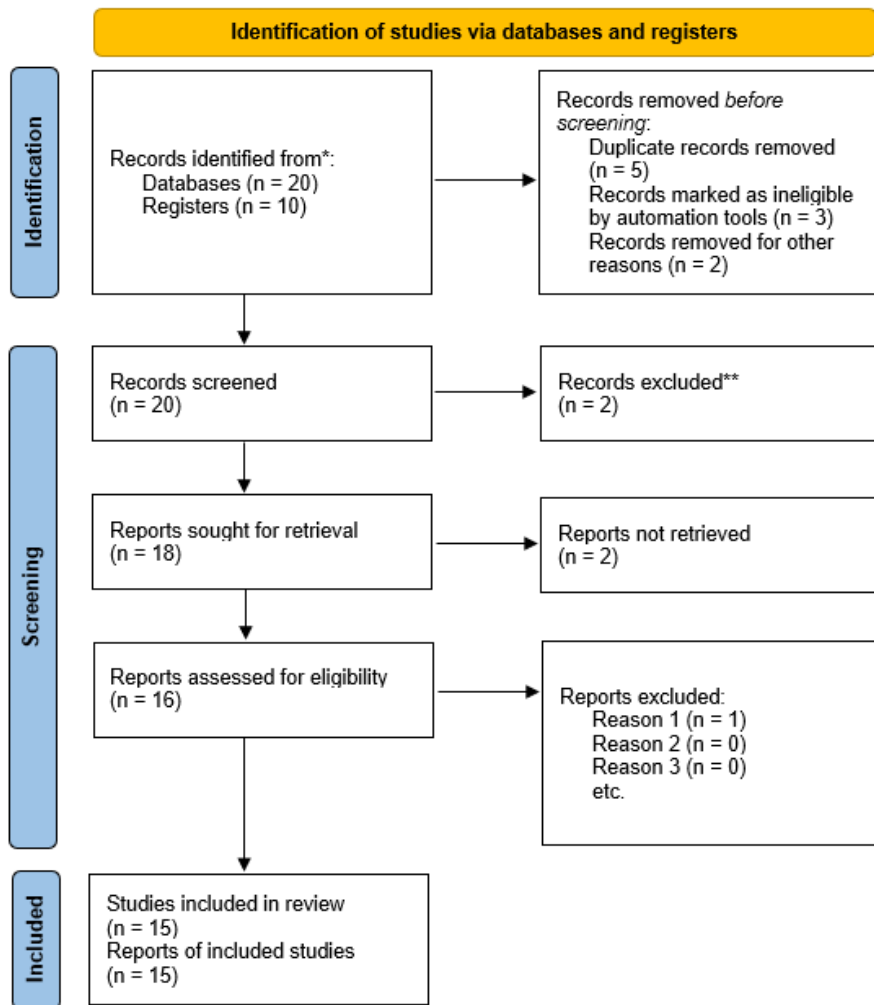 Identification of studies via databases and registers
Identification
Records identified from*:
Databases (n = 20)
Registers (n = 10)
Records removed before
screening:
Duplicate records removed
(n = 5)
Records marked as ineligible
by automation tools (n = 3)
Records removed for other
reasons (n = 2)
Screening
Records screened
(n = 20)
Records excluded**
(n = 2)
Reports sought for retrieval
(n = 18)
Reports not retrieved
(n = 2)
Reports assessed for eligibility
(n = 16)
Reports excluded:
Reason 1 (n = 1)
Reason 2 (n = 0)
Reason 3 (n = 0)
etc.
Included
Studies included in review
(n = 15)
Reports of included studies
(n = 15)